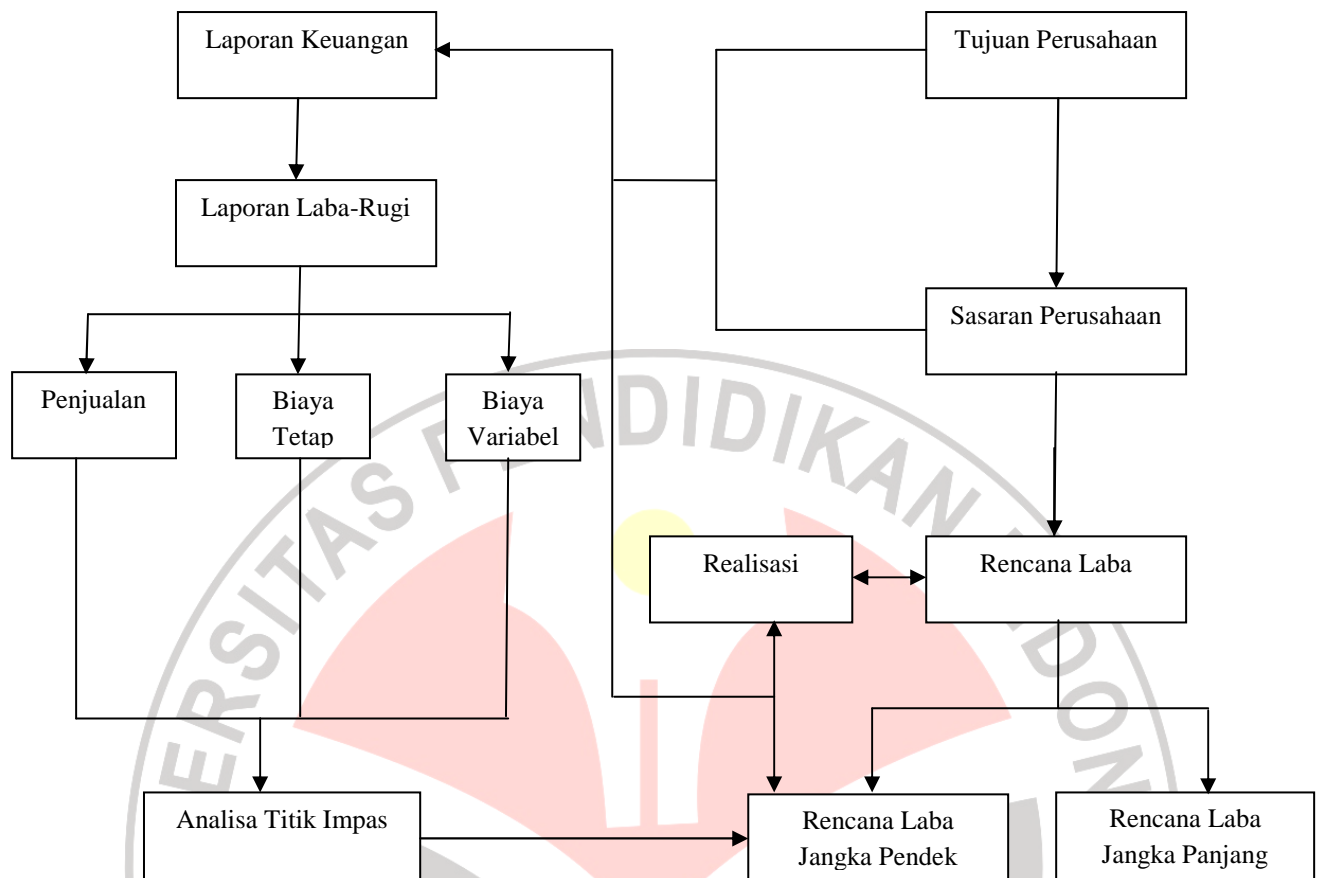 Laporan Keuangan
Tujuan Perusahaan
Laporan Laba-Rugi
Sasaran Perusahaan
Penjualan
Biaya
Tetap
Biaya
Variabel
Realisasi
Rencana Laba
Analisa Titik Impas
Rencana Laba
Jangka Pendek
Rencana Laba
Jangka Panjang